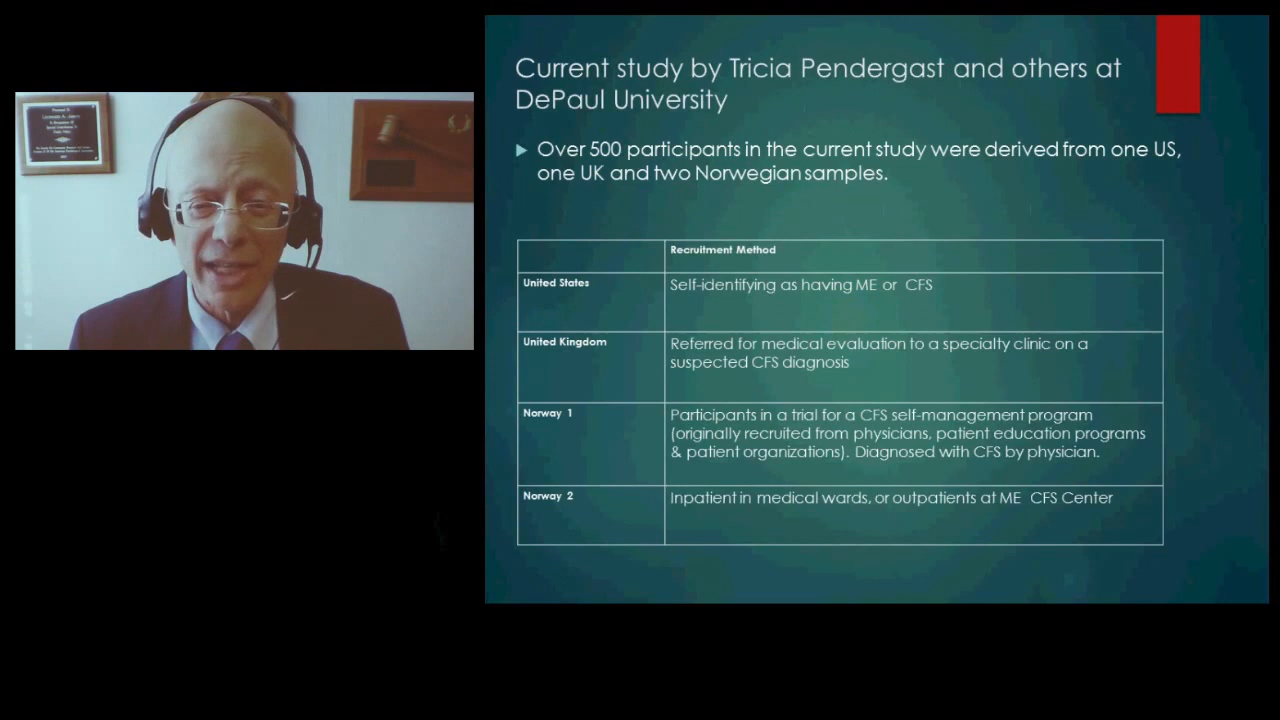 Presented To
Leonard A. Jason
Current study by Tricia Pendergast and others at
DePaul University
Over 500 participants in the current study were derived from one US,
one UK and two Norwegian samples.
Recruitment Method
United States
Self-identifying as having ME or CFS
United Kingdom
Referred for medical evaluation to a specialty clinic on a
suspected CFS diagnosis
Norway 1
Participants in a trial for a CFS self-management program
(originally recruited from physicians, patient education programs
& patient organizations). Diagnosed with CFS by physician.
Norway 2
Inpatient in medical wards, or outpatients at ME CFS Center